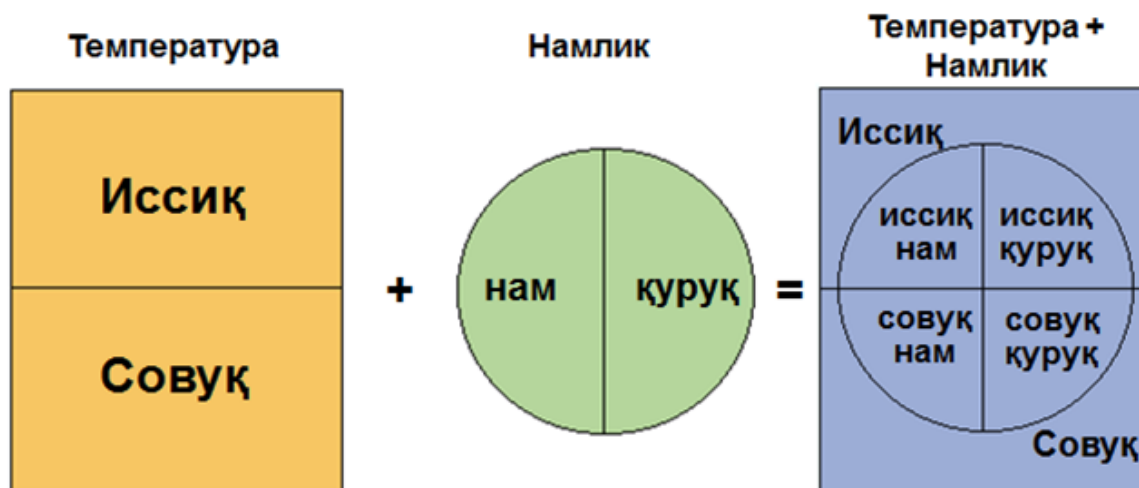 Температура
Намлик
Температура +
Намлик
Иссиқ
Совуқ
+
нам
қуруқ
=
Иссиқ
иссиқ
нам
иссиқ
қуруқ
совуқ
нам
совуқ
қуруқ
Совуқ